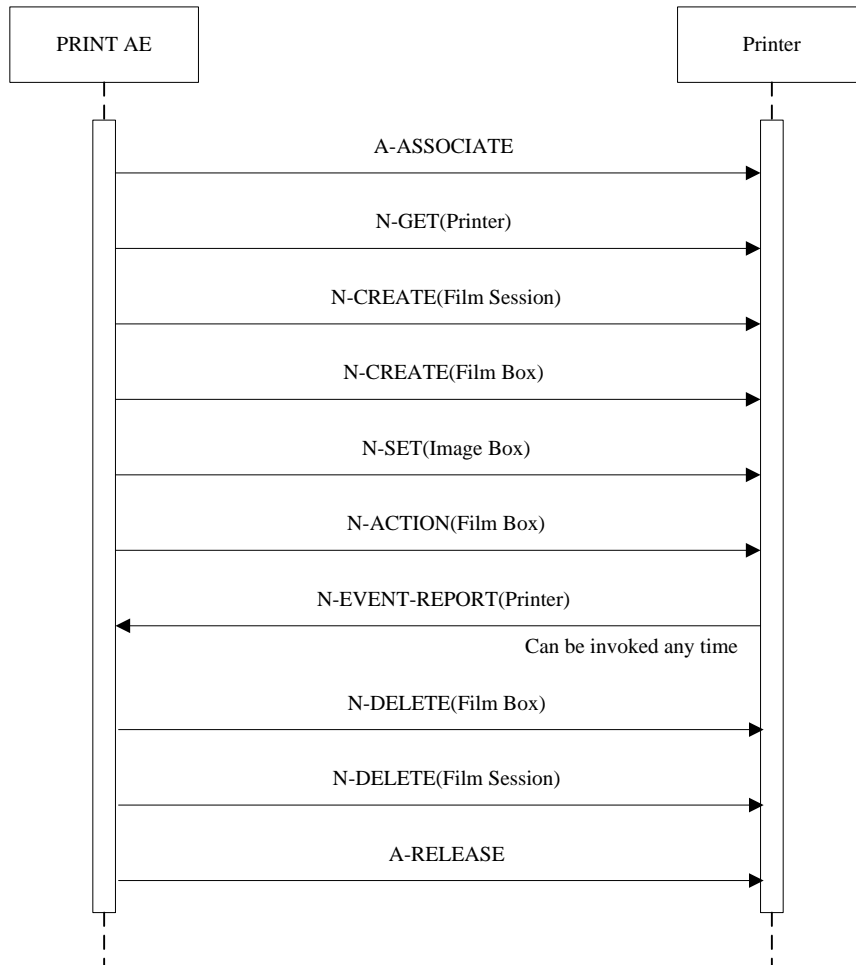 PRINT AE
Printer
A-ASSOCIATE
N-GET(Printer)
N-CREATE(Film Session)
N-CREATE(Film Box)
N-SET(Image Box)
N-ACTION(Film Box)
N-EVENT-REPORT(Printer)
Can be invoked any time
N-DELETE(Film Box)
N-DELETE(Film Session)
A-RELEASE